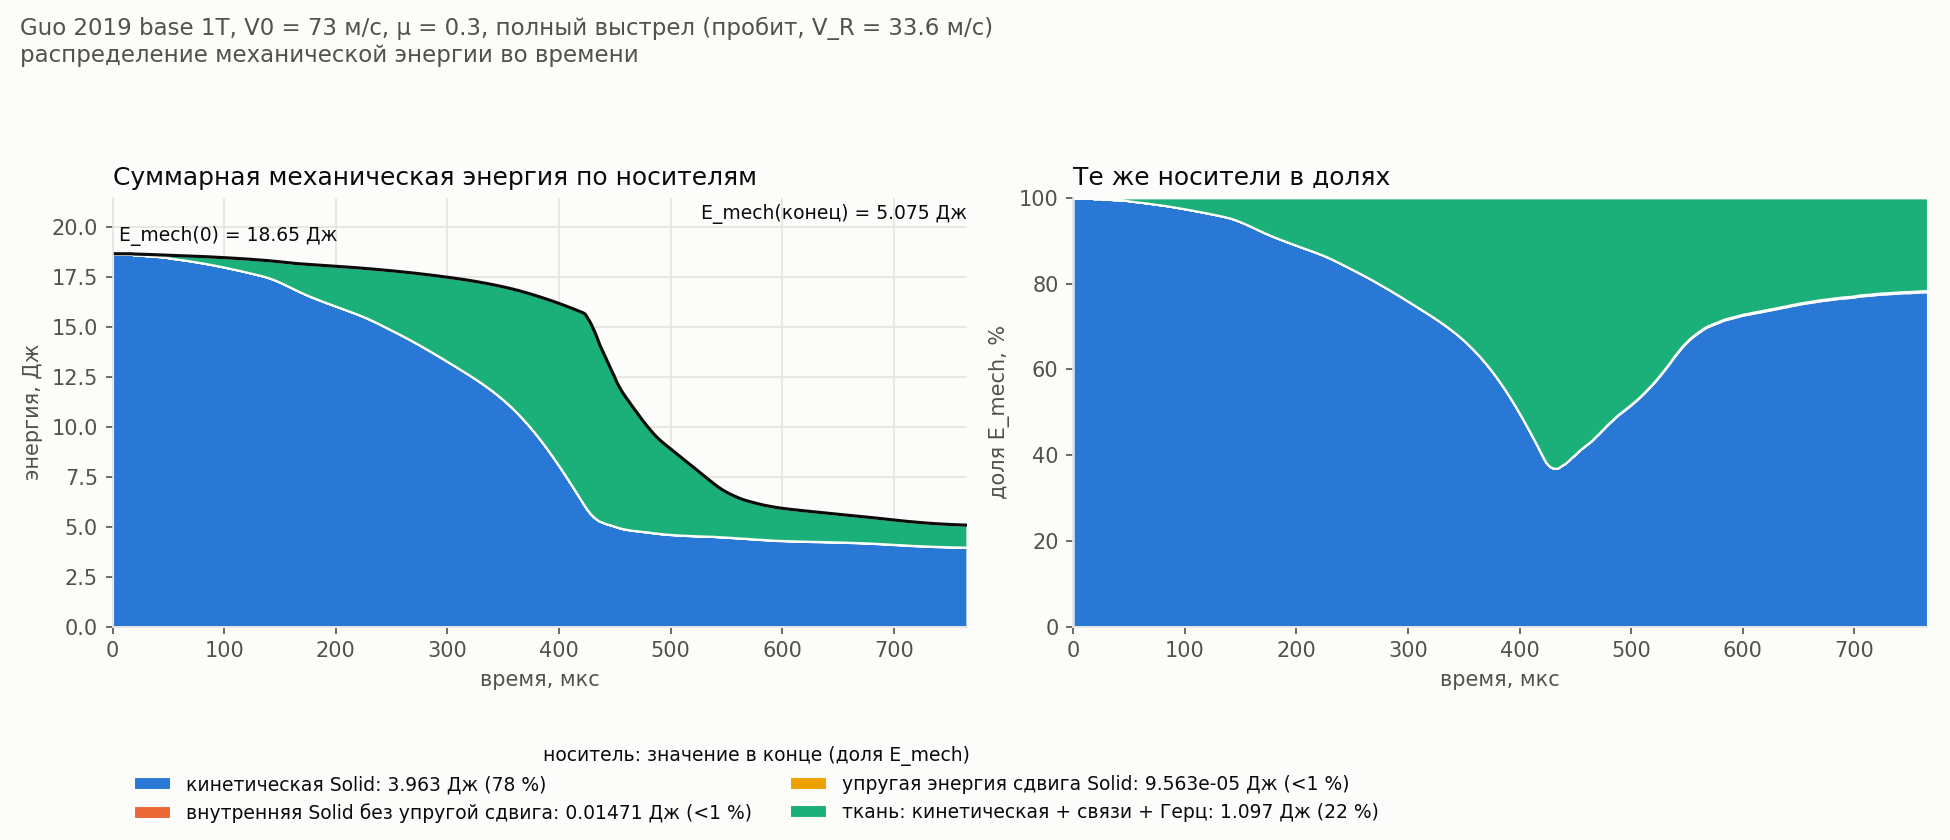 Guo 2019 base 1T, V0 = 73 м/с, μ = 0.3, полный выстрел (пробит, V_R = 33.6 м/с)
распределение механической энергии во времени
Суммарная механическая энергия по носителям
E_mech(0) = 18.65 Дж
E_mech(конец) = 5.075 Дж
20.0
17.5
15.0
12.5
10.0
7.5
5.0
2.5
0.0
энергия, Дж
0 100 200 300 400 500 600 700
время, мкс
Те же носители в долях
100
80
60
40
20
0
доля E_mech, %
0 100 200 300 400 500 600 700
время, мкс
носитель: значение в конце (доля E_mech)
кинетическая Solid: 3.963 Дж (78 %)
внутренняя Solid без упругой сдвига: 0.01471 Дж (<1 %)
упругая энергия сдвига Solid: 9.563e-05 Дж (<1 %)
ткань: кинетическая + связи + Герц: 1.097 Дж (22 %)